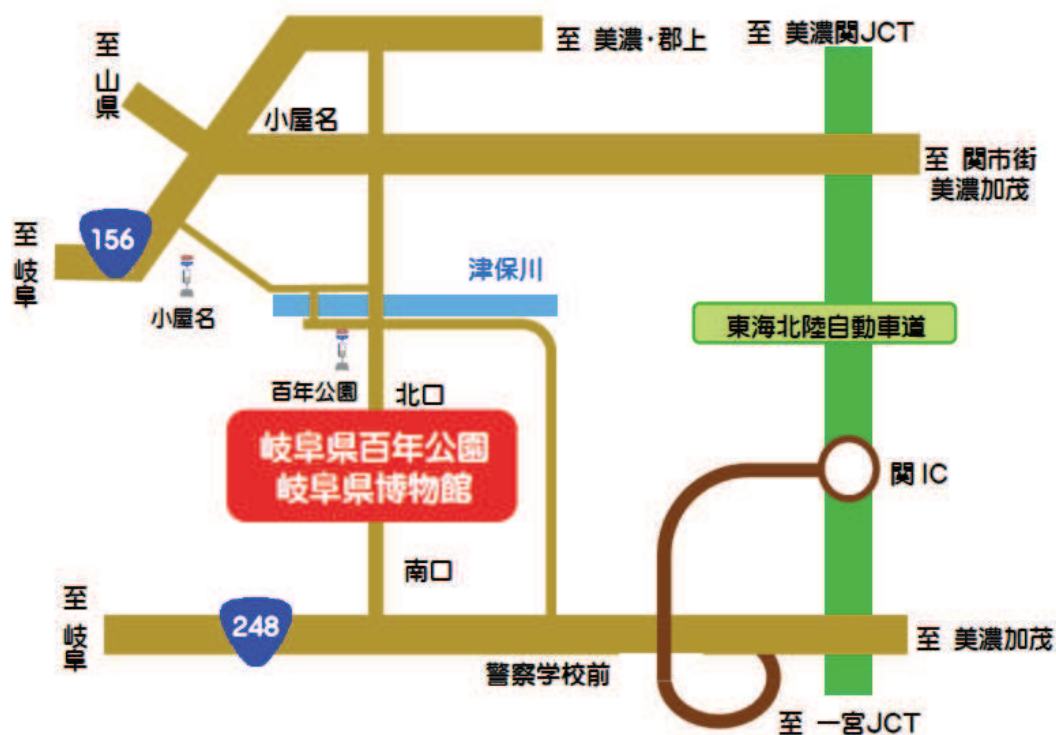 至 美濃・郡上
至 美濃関JCT
至 山県
小屋名
至 関市街
美濃加茂
156
至 岐阜
小屋名
津保川
東海北陸自動車道
百年公園
北口
岐阜県百年公園
岐阜県博物館
関IC
南口
至 岐阜
248
至 美濃加茂
警察学校前
至 一宮JCT